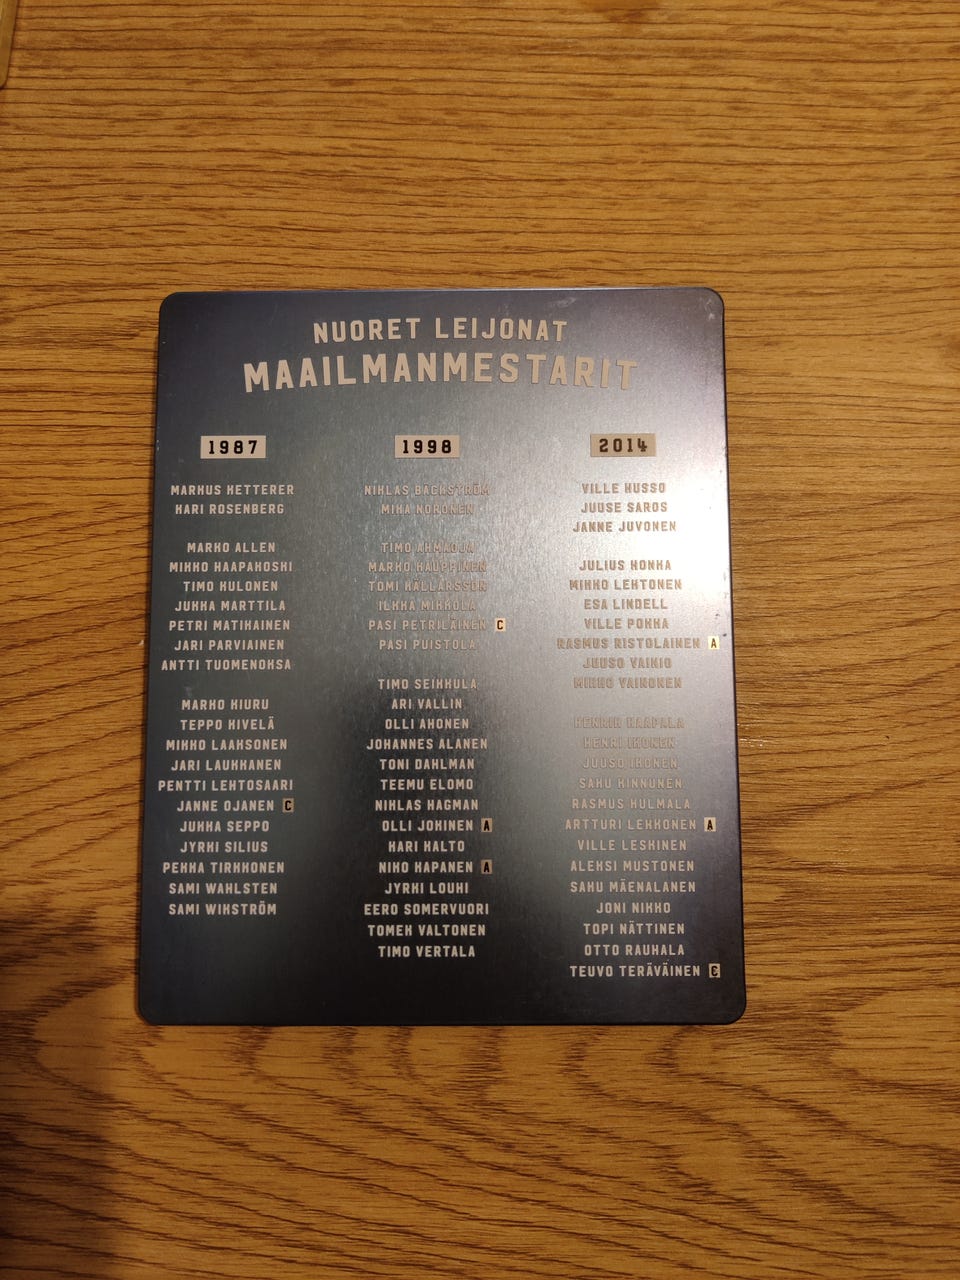 NUORET LEIJONAT
MAAILMANMESTARIT
1987
MARKUS KETTERER
KARI ROSENBERG
MARKO ALLEN
MIKKO HAAPAKOSKI
TIMO KULONEN
JUKKA MARTTILA
PETRI MATIKAINEN
JARI PARVIAINEN
ANTTI TUOMENOKSA
MARKO KIURU
TEPPO KIVELÄ
MIKKO LAAKSONEN
JARI LAUKKANEN
PENTTI LEHTOSAARI
JANNE OJANEN C
JUKKA SEPPO
JYRKI SILIUS
PEKKA TIRKKONEN
SAMI WAHLSTEN
SAMI WIKSTRÖM
1998
NIKLAS BÄCKSTRÖM
MIKA NORONEN
TIMO AHMAOJA
MARKO KAUPPINEN
TOMI KÄLLARSSON
ILKKA MIKKOLA
PASI PETRILÄINEN C
PASI PUISTOLA
TIMO SEIKKULA
ARI VALLIN
OLLI AHONEN
JOHANNES ALANEN
TONI DAHLMAN
TEEMU ELOMO
NIKLAS HAGMAN
OLLI JOKINEN A
KARI KALTO
NIKO KAPANEN A
JYRKI LOUHI
EERO SOMERVUORI
TOMEK VALTONEN
TIMO VERTALA
2014
VILLE HUSSO
JUUSE SAROS
JANNE JUVONEN
JULIUS HONKA
MIKKO LEHTONEN
ESA LINDELL
VILLE POKKA
RASMUS RISTOLAINEN A
JUUSO VAINIO
MIKKO VAINONEN
HENRIK HAAPALA
HENRI IKONEN
JUUSO IKONEN
SAKU KINNUNEN
RASMUS KULMALA
ARTTURI LEHKONEN A
VILLE LESKINEN
ALEKSI MUSTONEN
SAKU MÄENALANEN
JONI NIKKO
TOPI NÄTTINEN
OTTO RAUHALA
TEUVO TERÄVÄINEN C